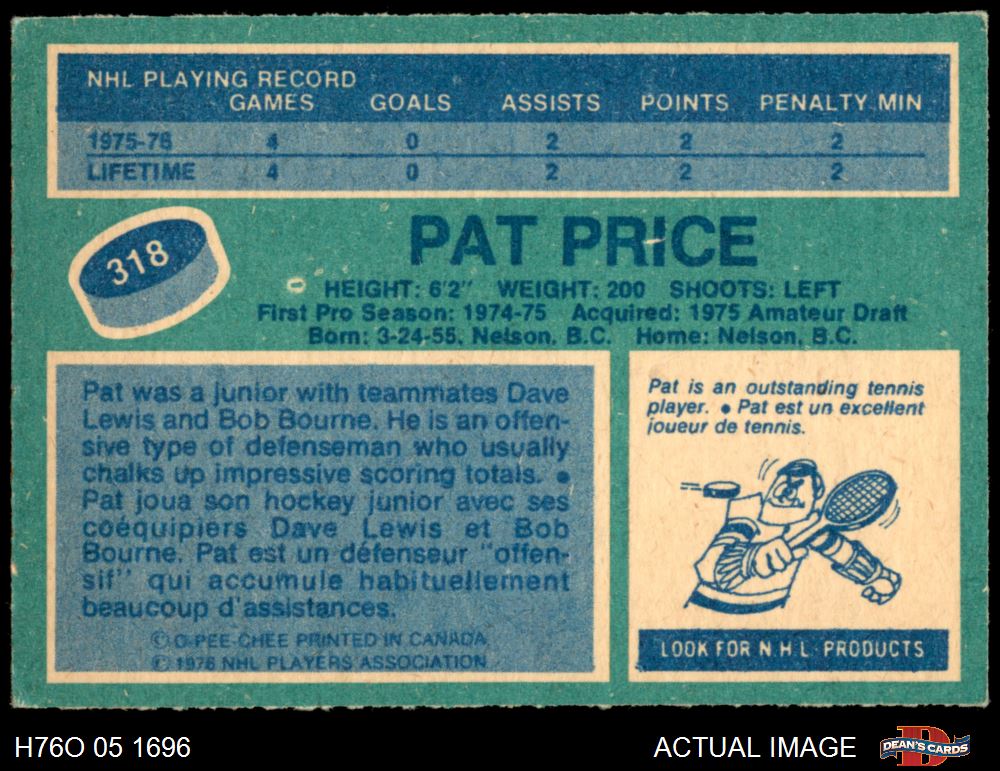 NHL PLAYING RECORD
GAMES GOALS ASSISTS POINTS PENALTY MIN
1975-76 4 0 2 2 2
LIFETIME 4 0 2 2 2
318
PAT PRICE
HEIGHT: 6'2" WEIGHT: 200 SHOOTS: LEFT
First Pro Season: 1974-75 Acquired: 1975 Amateur Draft
Born: 3-24-55, Nelson, B.C. Home: Nelson, B.C.
Pat was a junior with teammates Dave
Lewis and Bob Bourne. He is an offen-
sive type of defenseman who usually
chalks up impressive scoring totals. •
Pat joua son hockey junior avec ses
coéquipiers Dave Lewis et Bob
Bourne. Pat est un défenseur "offen-
sif" qui accumule habituellement
beaucoup d'assistances.
© O-PEE-CHEE PRINTED IN CANADA
© 1976 NHL PLAYERS ASSOCIATION
Pat is an outstanding tennis
player. • Pat est un excellent
joueur de tennis.
LOOK FOR N.H.L. PRODUCTS
H76O 05 1696
ACTUAL IMAGE
DEAN'S CARDS